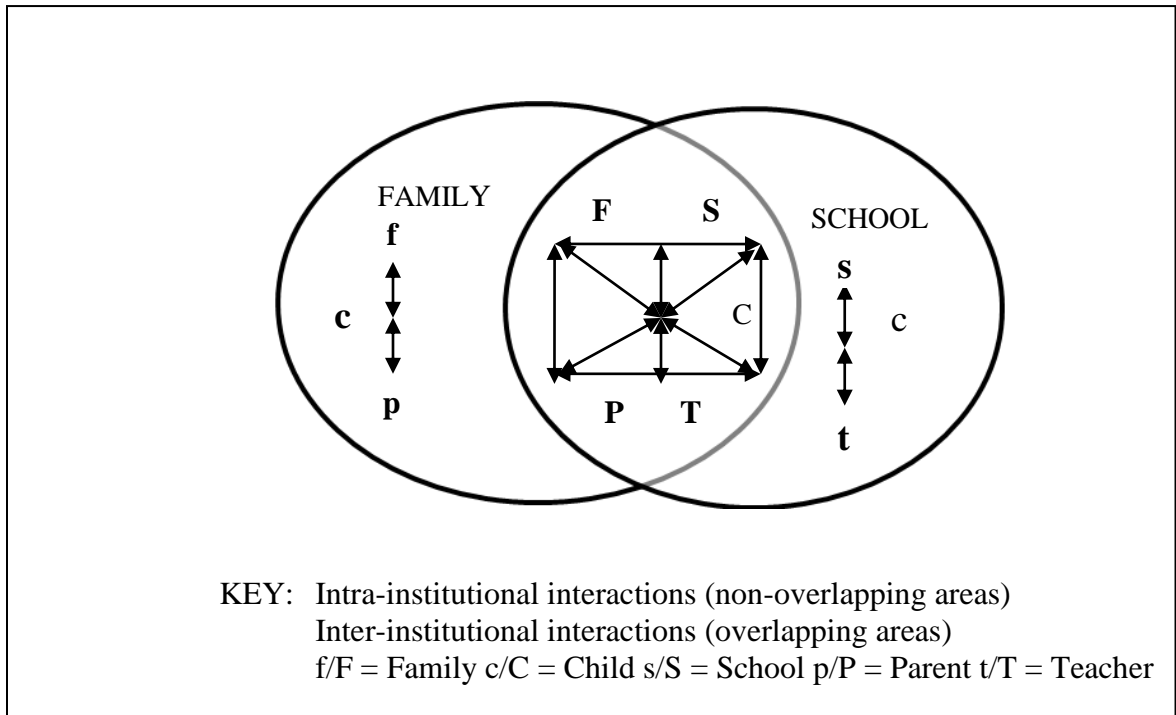 FAMILY
f
c
p
F S
C
P T
SCHOOL
s
c
t
KEY: Intra-institutional interactions (non-overlapping areas)
Inter-institutional interactions (overlapping areas)
f/F = Family c/C = Child s/S = School p/P = Parent t/T = Teacher